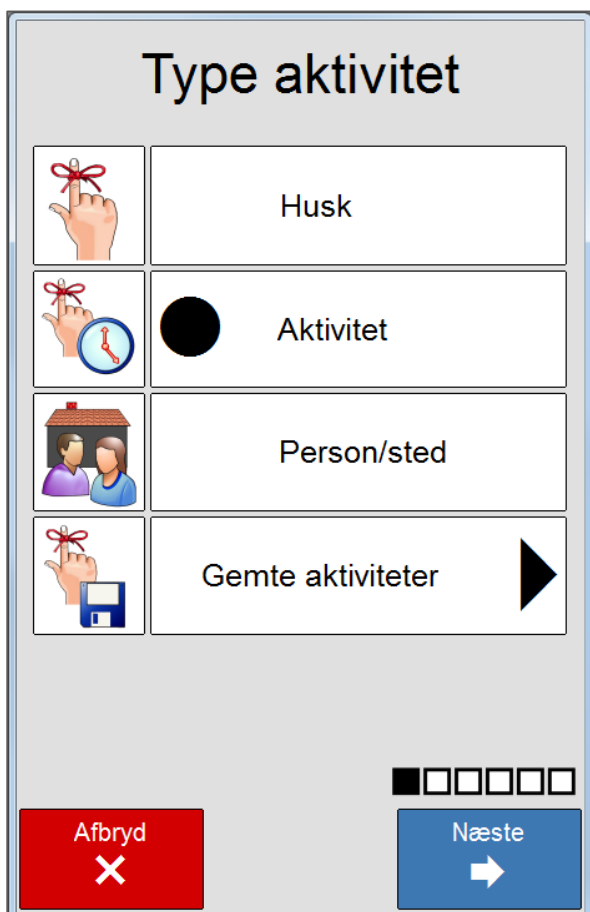 Type aktivitet
Husk
Aktivitet
Person/sted
Gemte aktiviteter
Afbryd
Næste